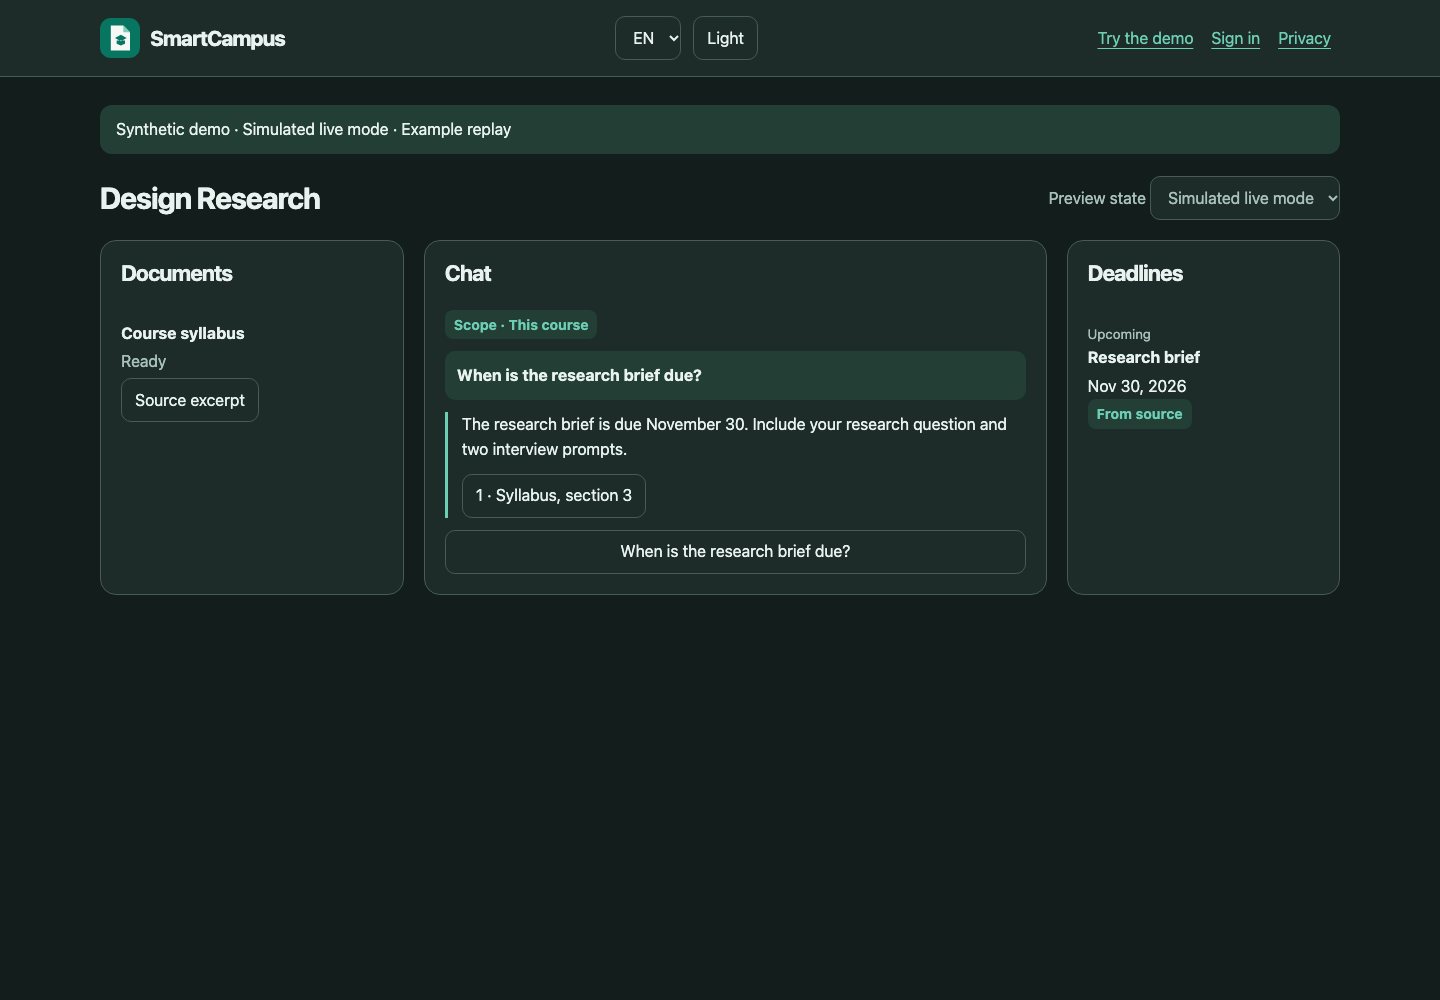 SmartCampus
EN
Light
Try the demo
Sign in
Privacy
Synthetic demo · Simulated live mode · Example replay
Design Research
Preview state
Simulated live mode
Documents
Course syllabus
Ready
Source excerpt
Chat
Scope · This course
When is the research brief due?
The research brief is due November 30. Include your research question and
two interview prompts.
1 · Syllabus, section 3
When is the research brief due?
Deadlines
Upcoming
Research brief
Nov 30, 2026
From source